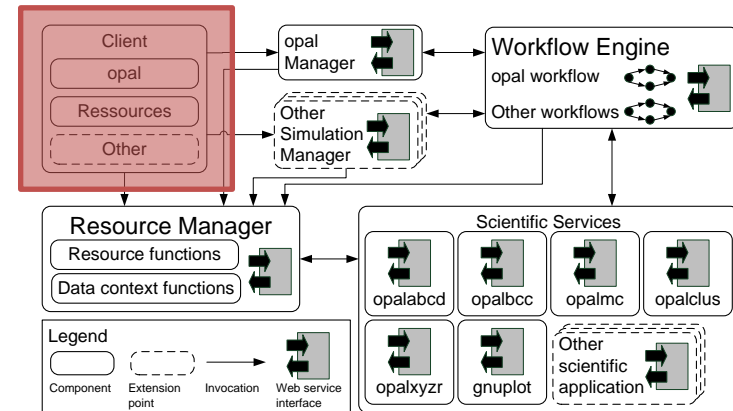 Client
opal
Ressources
Other
opal
Manager
Other
Simulation
Manager
Workflow Engine
opal workflow
Other workflows
Resource Manager
Resource functions
Data context functions
Scientific Services
opalabcd
opalbcc
opalmc
opalclus
opalxyzr
gnuplot
Other
scientific
application
Legend
Component
Extension
point
Invocation
Web service
interface